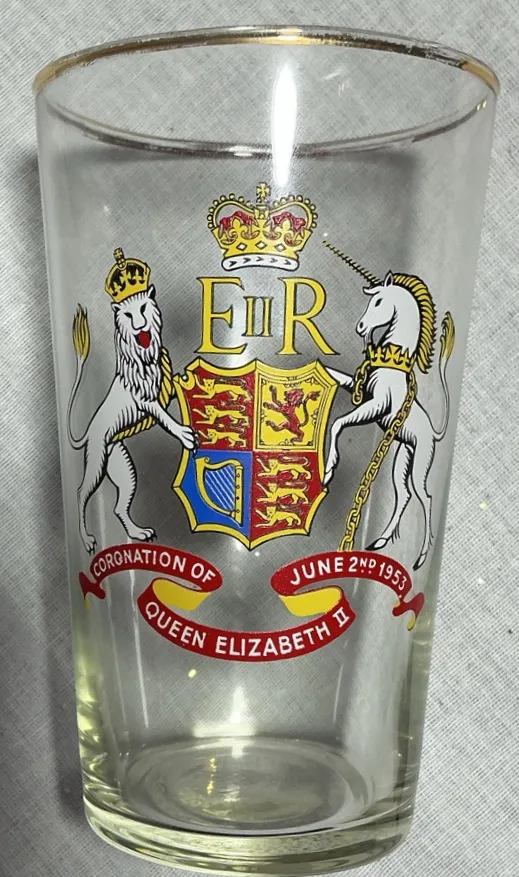 EIIR
CORONATION OF
QUEEN ELIZABETH II
JUNE 2ND 1953